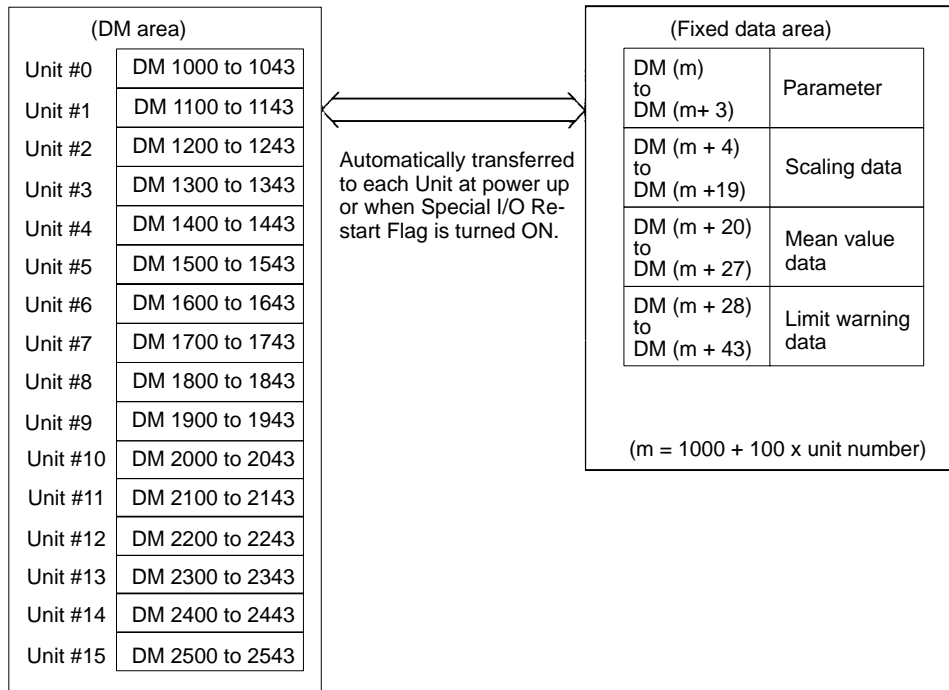 (DM area)
Unit #0 DM 1000 to 1043
Unit #1 DM 1100 to 1143
Unit #2 DM 1200 to 1243
Unit #3 DM 1300 to 1343
Unit #4 DM 1400 to 1443
Unit #5 DM 1500 to 1543
Unit #6 DM 1600 to 1643
Unit #7 DM 1700 to 1743
Unit #8 DM 1800 to 1843
Unit #9 DM 1900 to 1943
Unit #10 DM 2000 to 2043
Unit #11 DM 2100 to 2143
Unit #12 DM 2200 to 2243
Unit #13 DM 2300 to 2343
Unit #14 DM 2400 to 2443
Unit #15 DM 2500 to 2543
Automatically transferred
to each Unit at power up
or when Special I/O Re-
start Flag is turned ON.
(Fixed data area)
DM (m)
to
DM (m+ 3)
Parameter
DM (m + 4)
to
DM (m +19)
Scaling data
DM (m + 20)
to
DM (m + 27)
Mean value
data
DM (m + 28)
to
DM (m + 43)
Limit warning
data
(m = 1000 + 100 x unit number)